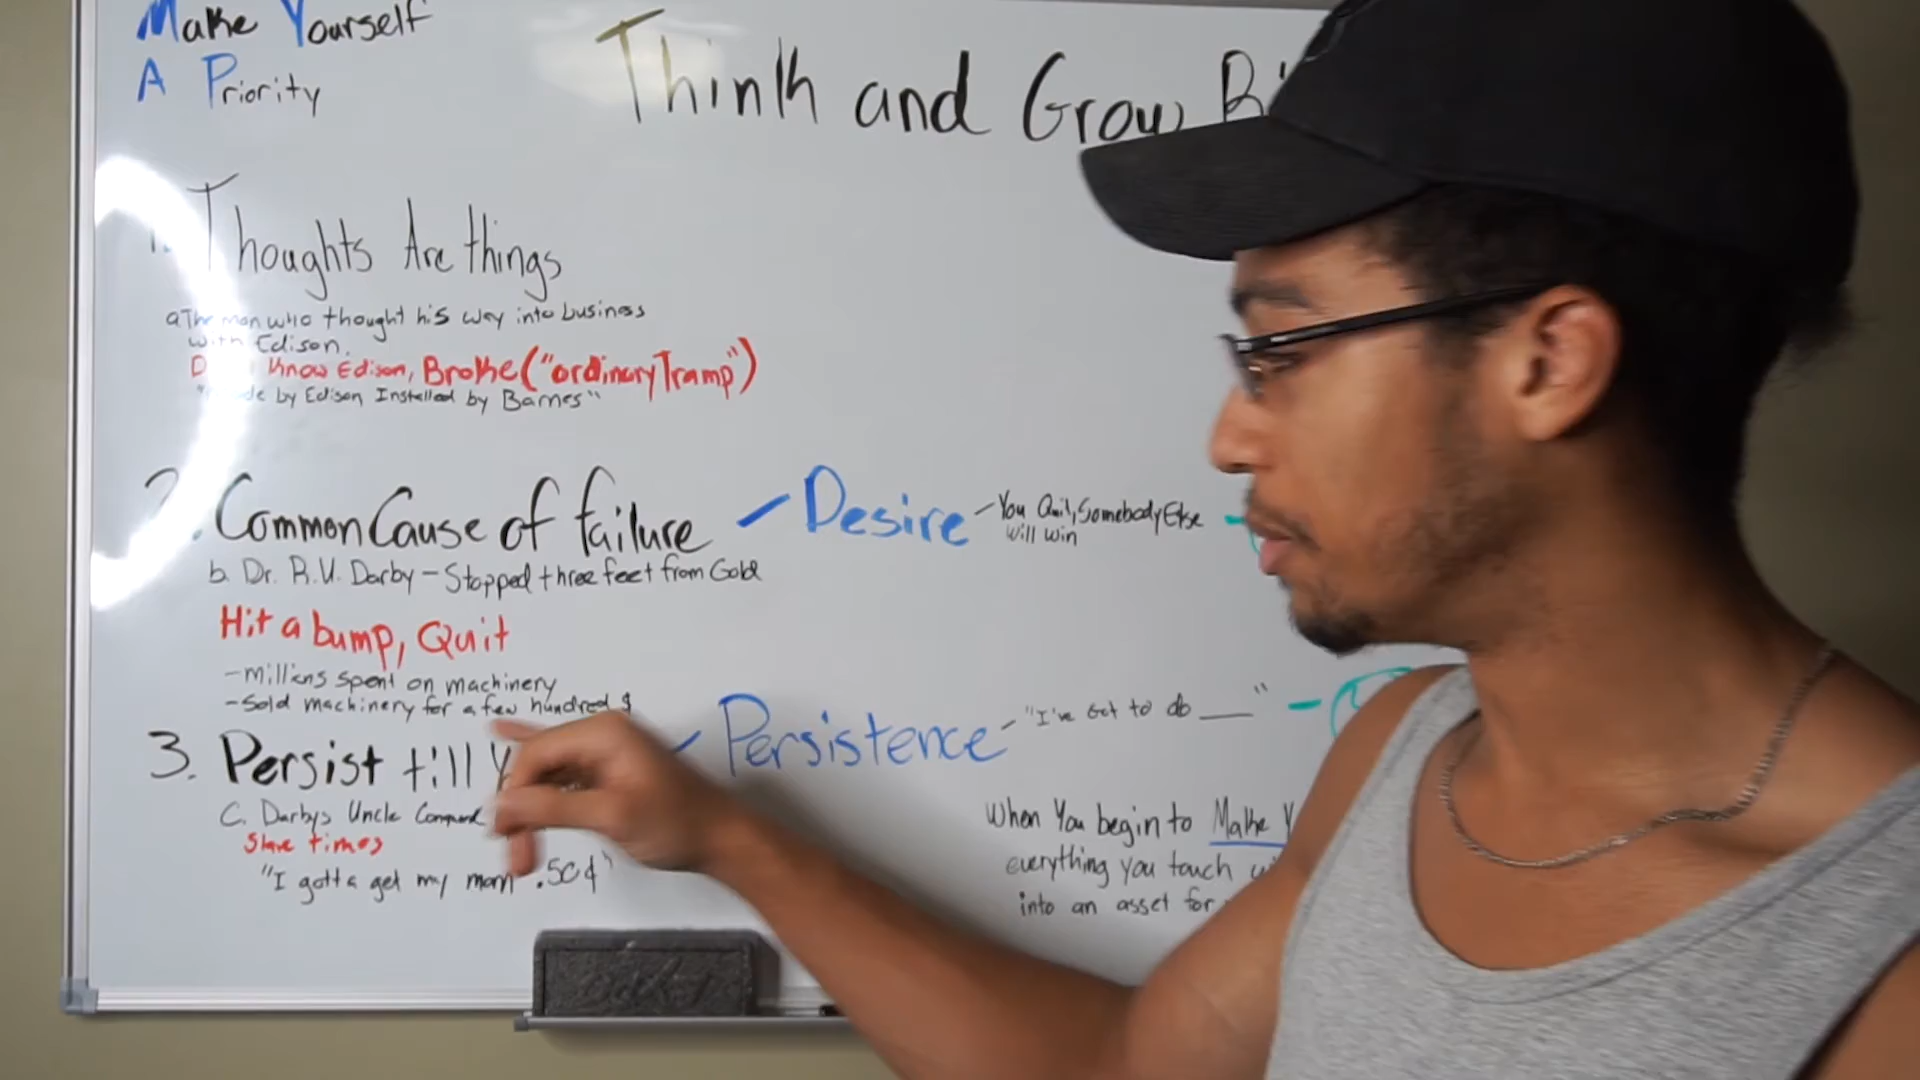 Make Yourself
A Priority
Think and Grow
1. Thoughts Are things
a. The man who thought his way into business
with Edison.
Know Edison, Broke ("ordinary Tramp")
by Edison Installed by Barnes"
2. Common Cause of failure - Desire - You Quit, Somebody Else
will win
b. Dr. R.U. Darby - Stopped three feet from Gold
Hit a bump, Quit
- millions spent on machinery
- Sold machinery for a few hundred $
3. Persist till - Persistence - "I've Got to do ___" -
C. Darbys Uncle
Slave times
"I gotta get my mom .50¢"
When You begin to Make
everything you touch
into an asset for